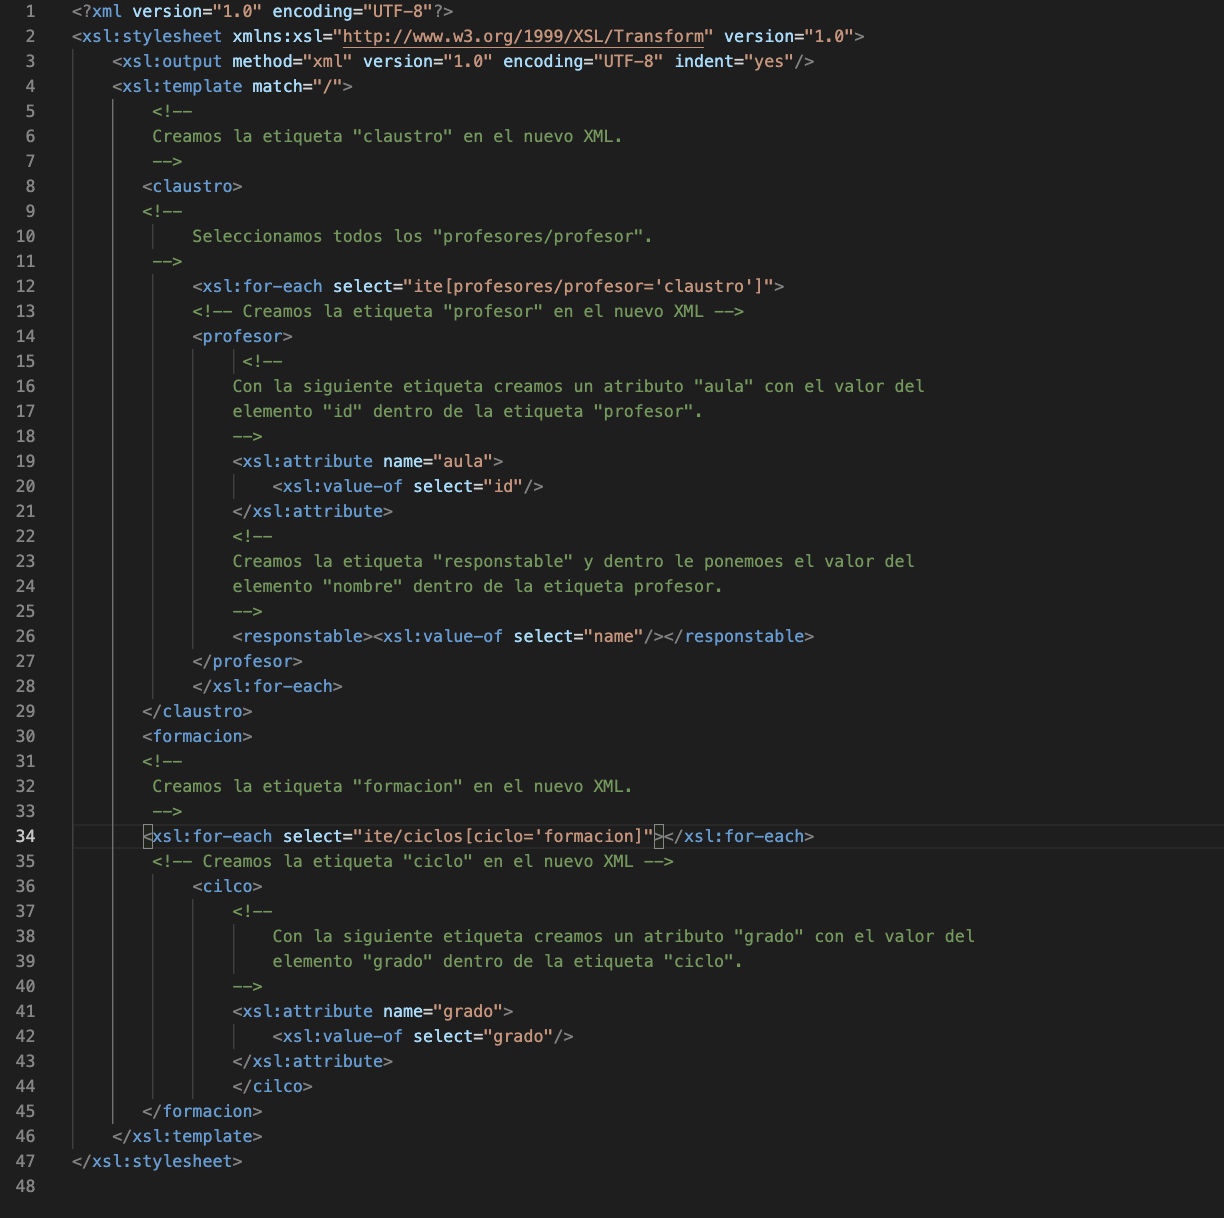 1 <?xml version="1.0" encoding="UTF-8"?>
2 <xsl:stylesheet xmlns:xsl="http://www.w3.org/1999/XSL/Transform" version="1.0">
3 <xsl:output method="xml" version="1.0" encoding="UTF-8" indent="yes"/>
4 <xsl:template match="/">
5 <!--
6 Creamos la etiqueta "claustro" en el nuevo XML.
7 -->
8 <claustro>
9 <!--
10 Seleccionamos todos los "profesores/profesor".
11 -->
12 <xsl:for-each select="ite[profesores/profesor='claustro']">
13 <!-- Creamos la etiqueta "profesor" en el nuevo XML -->
14 <profesor>
15 <!--
16 Con la siguiente etiqueta creamos un atributo "aula" con el valor del
17 elemento "id" dentro de la etiqueta "profesor".
18 -->
19 <xsl:attribute name="aula">
20 <xsl:value-of select="id"/>
21 </xsl:attribute>
22 <!--
23 Creamos la etiqueta "responstable" y dentro le ponemoes el valor del
24 elemento "nombre" dentro de la etiqueta profesor.
25 -->
26 <responstable><xsl:value-of select="name"/></responstable>
27 </profesor>
28 </xsl:for-each>
29 </claustro>
30 <formacion>
31 <!--
32 Creamos la etiqueta "formacion" en el nuevo XML.
33 -->
34 <xsl:for-each select="ite/ciclos[ciclo='formacion]"></xsl:for-each>
35 <!-- Creamos la etiqueta "ciclo" en el nuevo XML -->
36 <cilco>
37 <!--
38 Con la siguiente etiqueta creamos un atributo "grado" con el valor del
39 elemento "grado" dentro de la etiqueta "ciclo".
40 -->
41 <xsl:attribute name="grado">
42 <xsl:value-of select="grado"/>
43 </xsl:attribute>
44 </cilco>
45 </formacion>
46 </xsl:template>
47 </xsl:stylesheet>
48